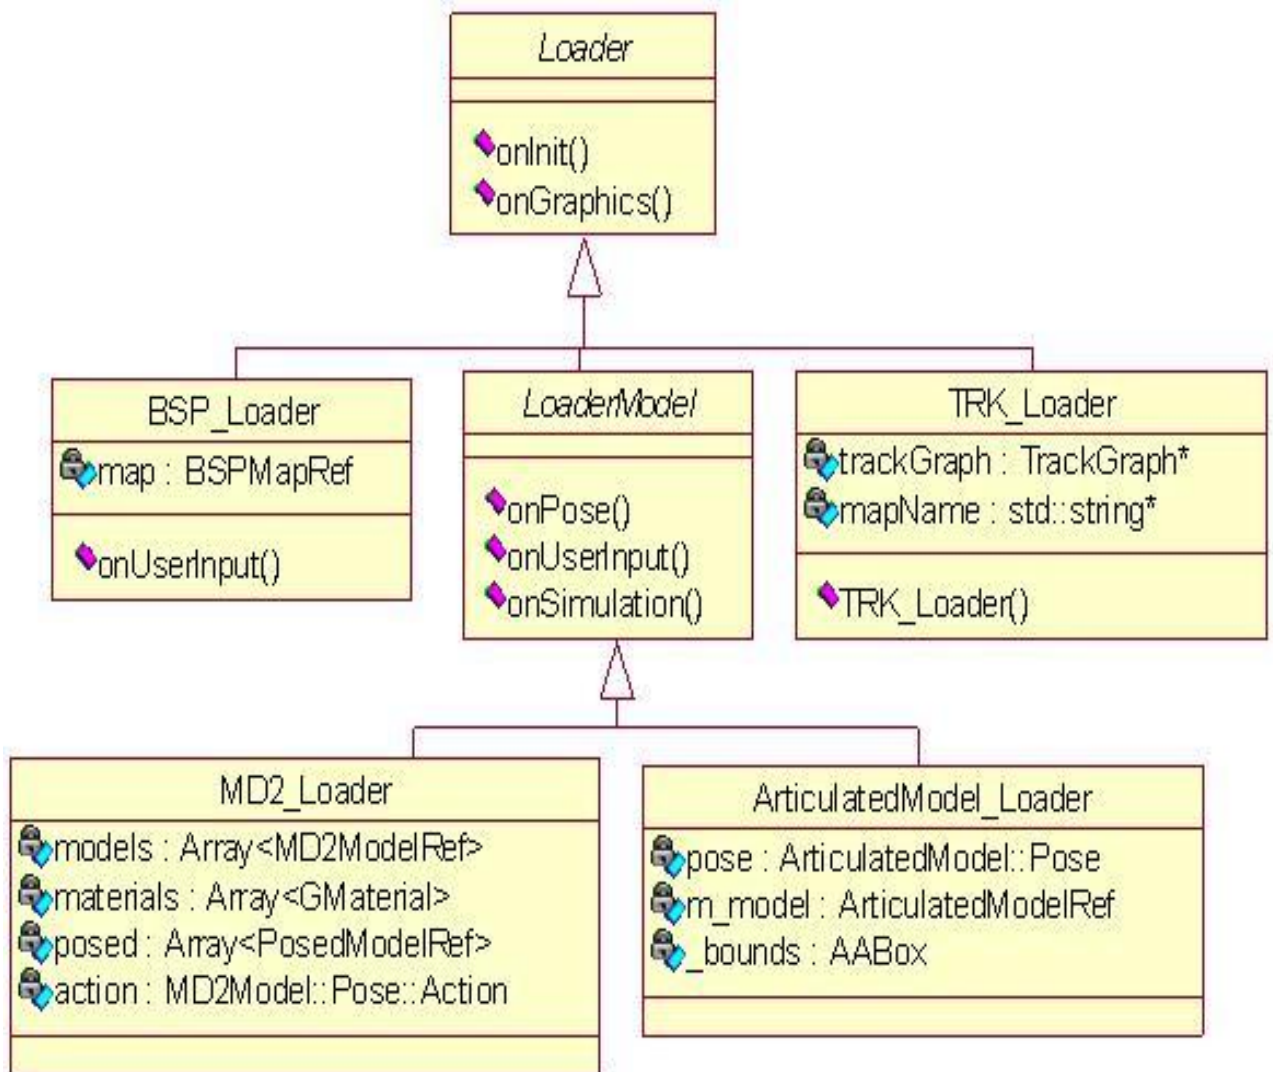 Loader
onInit()
onGraphics()
BSP_Loader
map : BSPMapRef
onUserInput()
LoaderModel
onPose()
onUserInput()
onSimulation()
TRK_Loader
trackGraph : TrackGraph*
mapName : std::string*
TRK_Loader()
MD2_Loader
models : Array<MD2ModelRef>
materials : Array<GMaterial>
posed : Array<PosedModelRef>
action : MD2Model::Pose::Action
ArticulatedModel_Loader
pose : ArticulatedModel::Pose
m_model : ArticulatedModelRef
_bounds : AABox